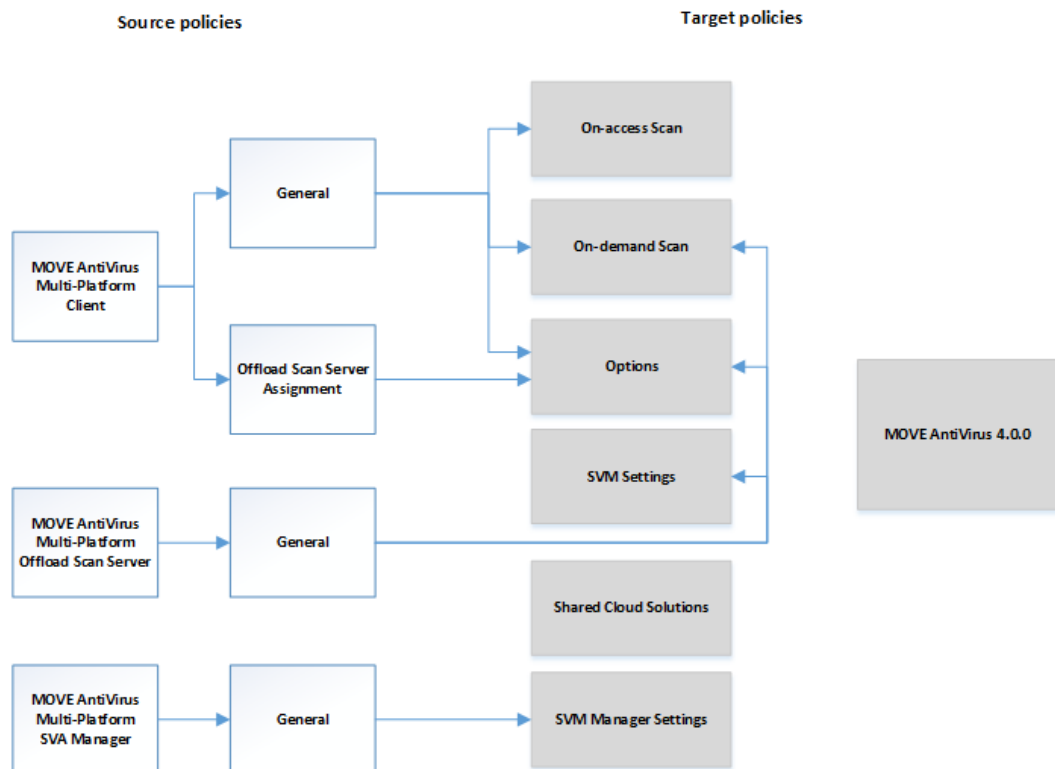 Source policies
Target policies
On-access Scan
General
On-demand Scan
MOVE AntiVirus
Multi-Platform
Client
Offload Scan Server
Assignment
Options
MOVE AntiVirus 4.0.0
SVM Settings
MOVE AntiVirus
Multi-Platform
Offload Scan Server
General
Shared Cloud Solutions
MOVE AntiVirus
Multi-Platform
SVA Manager
General
SVM Manager Settings